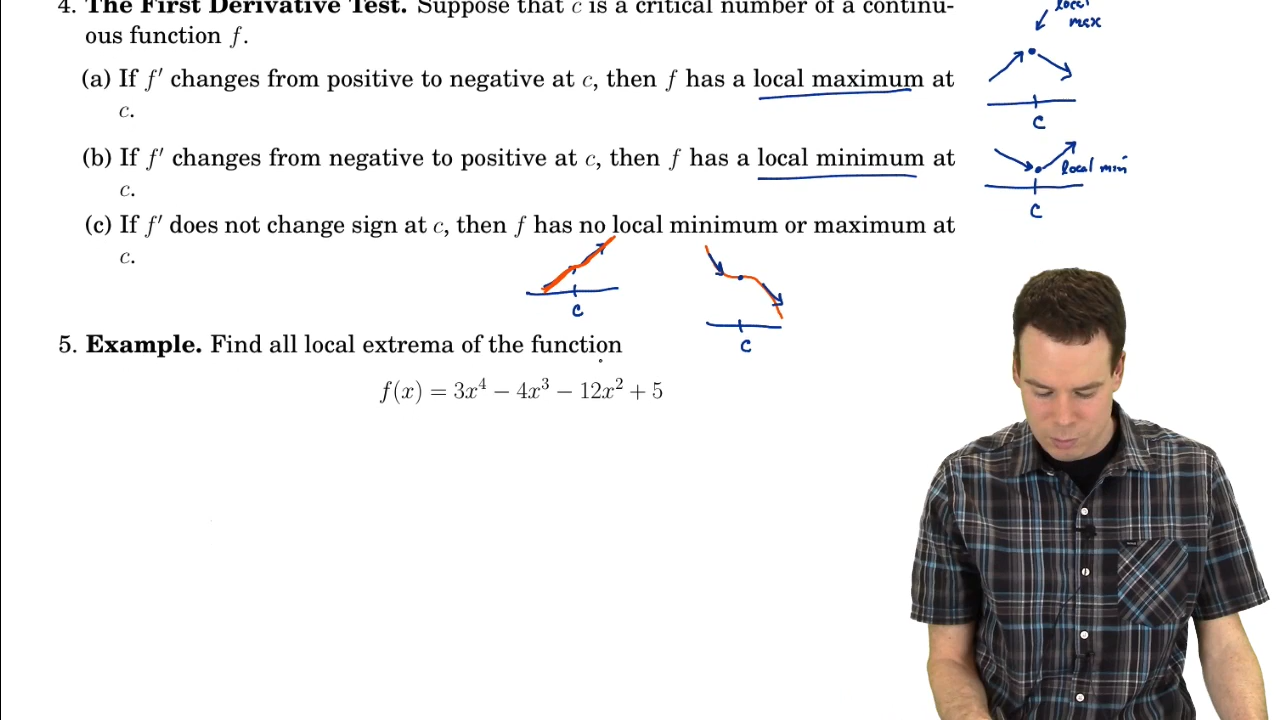 4. The First Derivative Test. Suppose that c is a critical number of a continu-
ous function f.
local
max
(a) If f′ changes from positive to negative at c, then f has a local maximum at
c.
c
(b) If f′ changes from negative to positive at c, then f has a local minimum at
c.
local min
c
(c) If f′ does not change sign at c, then f has no local minimum or maximum at
c.
c
c
5. Example. Find all local extrema of the function
f(x) = 3x⁴ − 4x³ − 12x² + 5